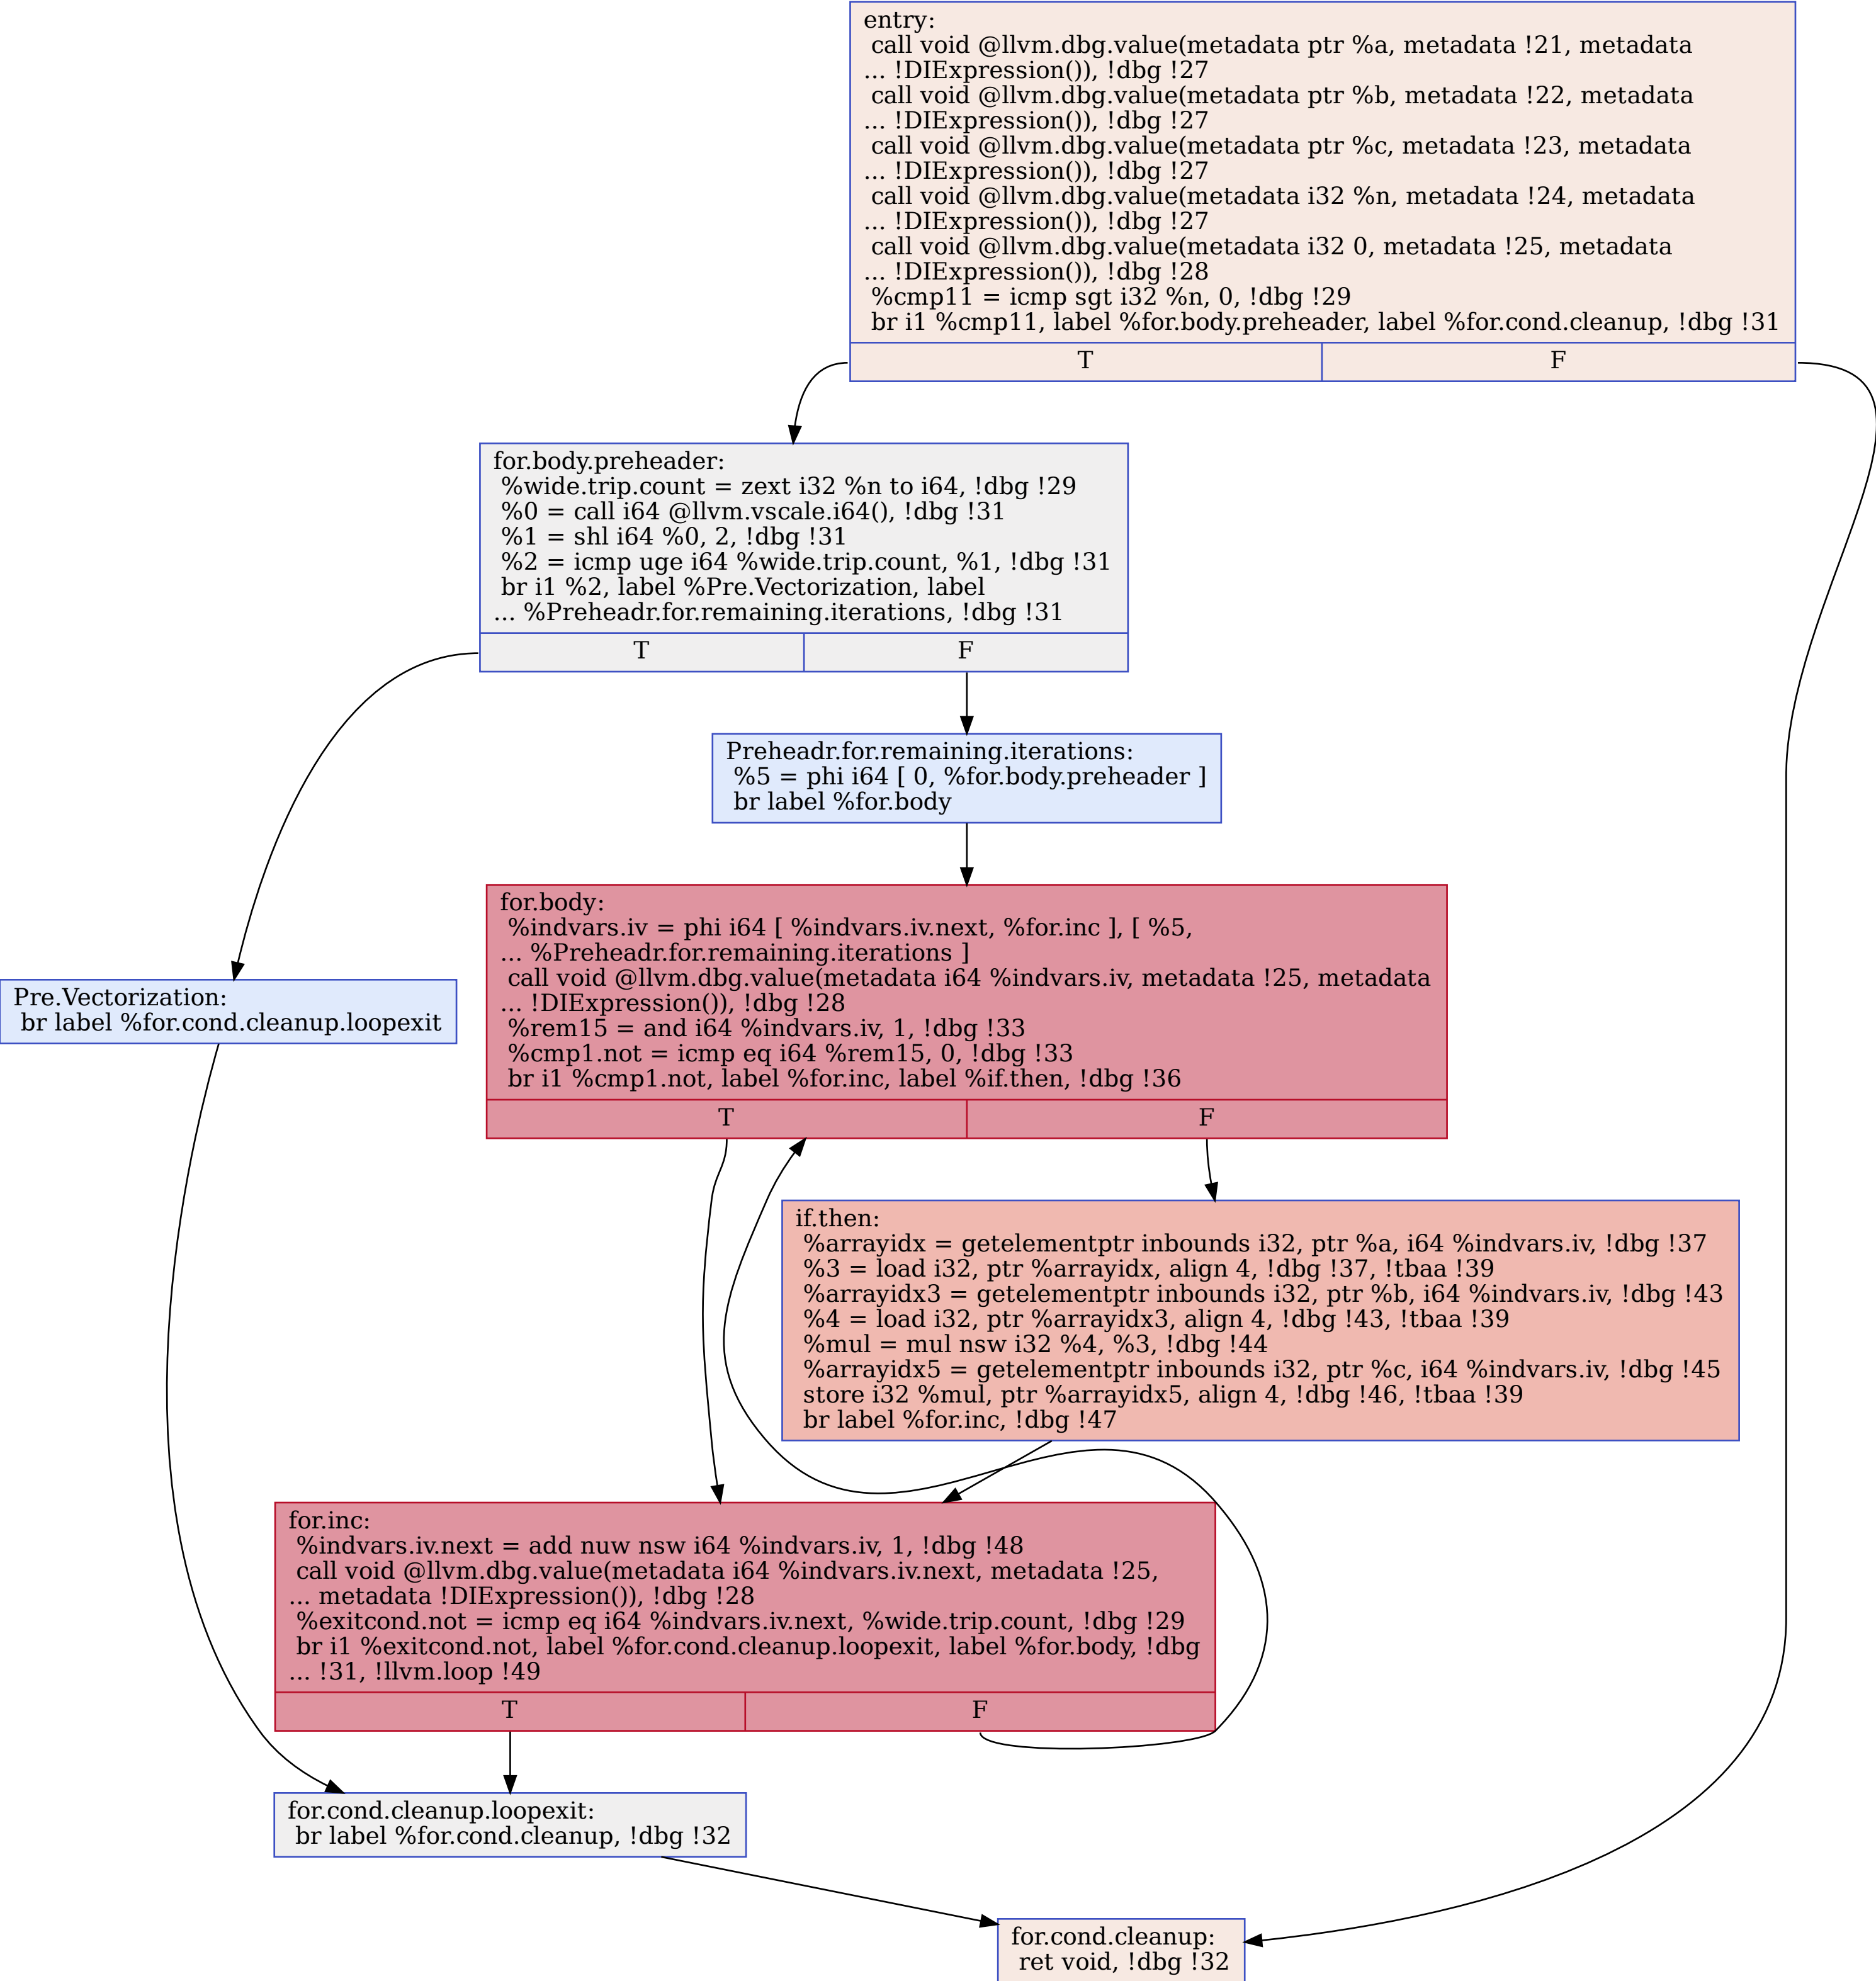 entry:
call void @llvm.dbg.value(metadata ptr %a, metadata !21, metadata
... !DIExpression()), !dbg !27
call void @llvm.dbg.value(metadata ptr %b, metadata !22, metadata
... !DIExpression()), !dbg !27
call void @llvm.dbg.value(metadata ptr %c, metadata !23, metadata
... !DIExpression()), !dbg !27
call void @llvm.dbg.value(metadata i32 %n, metadata !24, metadata
... !DIExpression()), !dbg !27
call void @llvm.dbg.value(metadata i32 0, metadata !25, metadata
... !DIExpression()), !dbg !28
%cmp11 = icmp sgt i32 %n, 0, !dbg !29
br i1 %cmp11, label %for.body.preheader, label %for.cond.cleanup, !dbg !31
T F
for.body.preheader:
%wide.trip.count = zext i32 %n to i64, !dbg !29
%0 = call i64 @llvm.vscale.i64(), !dbg !31
%1 = shl i64 %0, 2, !dbg !31
%2 = icmp uge i64 %wide.trip.count, %1, !dbg !31
br i1 %2, label %Pre.Vectorization, label
... %Preheadr.for.remaining.iterations, !dbg !31
T F
Preheadr.for.remaining.iterations:
%5 = phi i64 [ 0, %for.body.preheader ]
br label %for.body
for.body:
%indvars.iv = phi i64 [ %indvars.iv.next, %for.inc ], [ %5,
... %Preheadr.for.remaining.iterations ]
call void @llvm.dbg.value(metadata i64 %indvars.iv, metadata !25, metadata
... !DIExpression()), !dbg !28
%rem15 = and i64 %indvars.iv, 1, !dbg !33
%cmp1.not = icmp eq i64 %rem15, 0, !dbg !33
br i1 %cmp1.not, label %for.inc, label %if.then, !dbg !36
T F
Pre.Vectorization:
br label %for.cond.cleanup.loopexit
if.then:
%arrayidx = getelementptr inbounds i32, ptr %a, i64 %indvars.iv, !dbg !37
%3 = load i32, ptr %arrayidx, align 4, !dbg !37, !tbaa !39
%arrayidx3 = getelementptr inbounds i32, ptr %b, i64 %indvars.iv, !dbg !43
%4 = load i32, ptr %arrayidx3, align 4, !dbg !43, !tbaa !39
%mul = mul nsw i32 %4, %3, !dbg !44
%arrayidx5 = getelementptr inbounds i32, ptr %c, i64 %indvars.iv, !dbg !45
store i32 %mul, ptr %arrayidx5, align 4, !dbg !46, !tbaa !39
br label %for.inc, !dbg !47
for.inc:
%indvars.iv.next = add nuw nsw i64 %indvars.iv, 1, !dbg !48
call void @llvm.dbg.value(metadata i64 %indvars.iv.next, metadata !25,
... metadata !DIExpression()), !dbg !28
%exitcond.not = icmp eq i64 %indvars.iv.next, %wide.trip.count, !dbg !29
br i1 %exitcond.not, label %for.cond.cleanup.loopexit, label %for.body, !dbg
... !31, !llvm.loop !49
T F
for.cond.cleanup.loopexit:
br label %for.cond.cleanup, !dbg !32
for.cond.cleanup:
ret void, !dbg !32